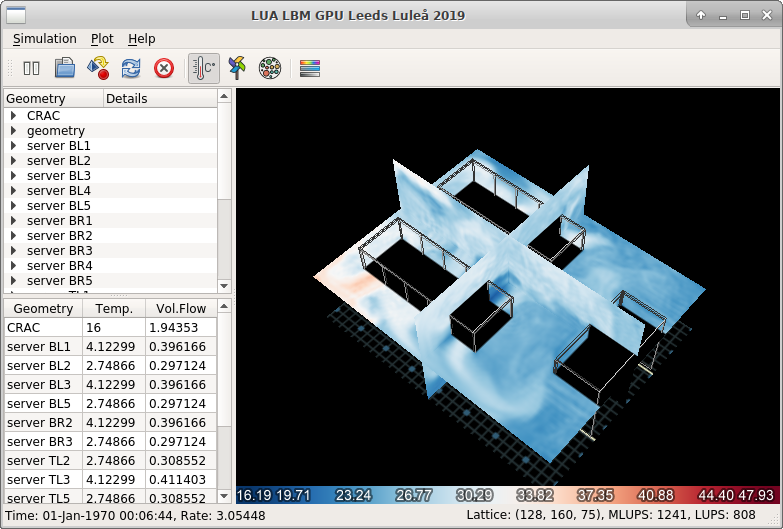 LUA LBM GPU Leeds Luleå 2019
Simulation Plot Help
C°
Geometry Details
CRAC
geometry
server BL1
server BL2
server BL3
server BL4
server BL5
server BR1
server BR2
server BR3
server BR4
server BR5
Geometry Temp. Vol.Flow
CRAC 16 1.94353
server BL1 4.12299 0.396166
server BL2 2.74866 0.297124
server BL3 4.12299 0.396166
server BL5 2.74866 0.297124
server BR2 4.12299 0.396166
server BR3 2.74866 0.297124
server TL2 2.74866 0.308552
server TL3 4.12299 0.411403
server TL5 2.74866 0.308552
16.19 19.71 23.24 26.77 30.29 33.82 37.35 40.88 44.40 47.93
Time: 01-Jan-1970 00:06:44, Rate: 3.05448 Lattice: (128, 160, 75), MLUPS: 1241, LUPS: 808